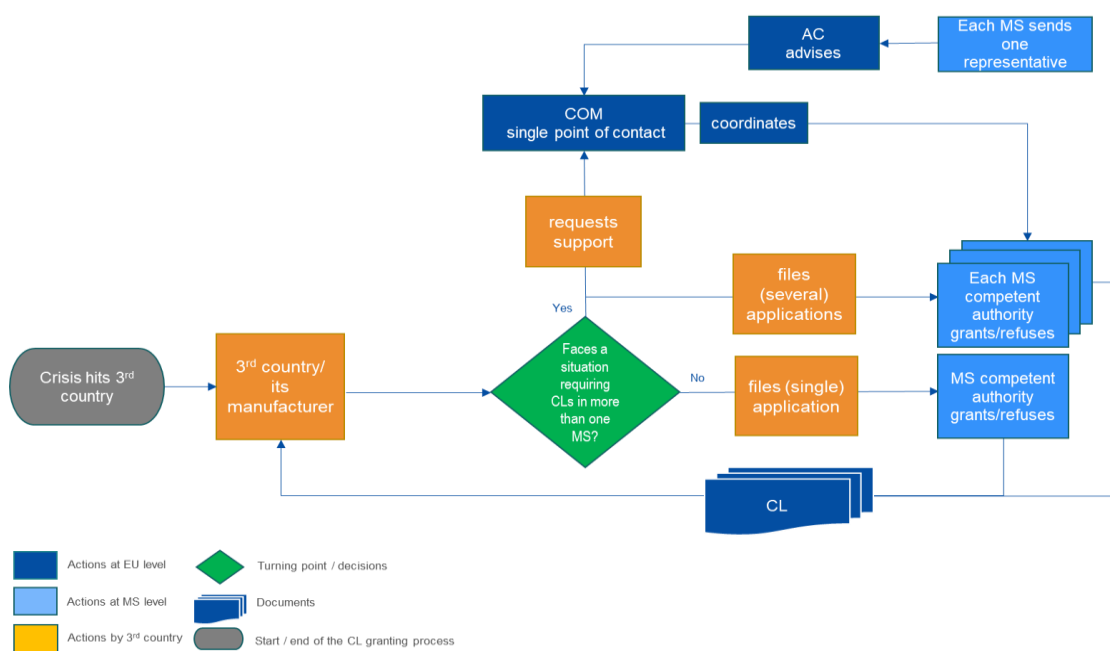 AC
advises
Each MS sends
one
representative
COM
single point of contact
coordinates
requests
support
files
(several)
applications
Each MS
competent
authority
grants/refuses
Yes
Crisis hits 3rd
country
3rd country/
its
manufacturer
Faces a
situation
requiring
CLs in more
than one
MS?
No
files (single)
application
MS competent
authority
grants/refuses
CL
Actions at EU level
Turning point / decisions
Actions at MS level
Documents
Actions by 3rd country
Start / end of the CL granting process